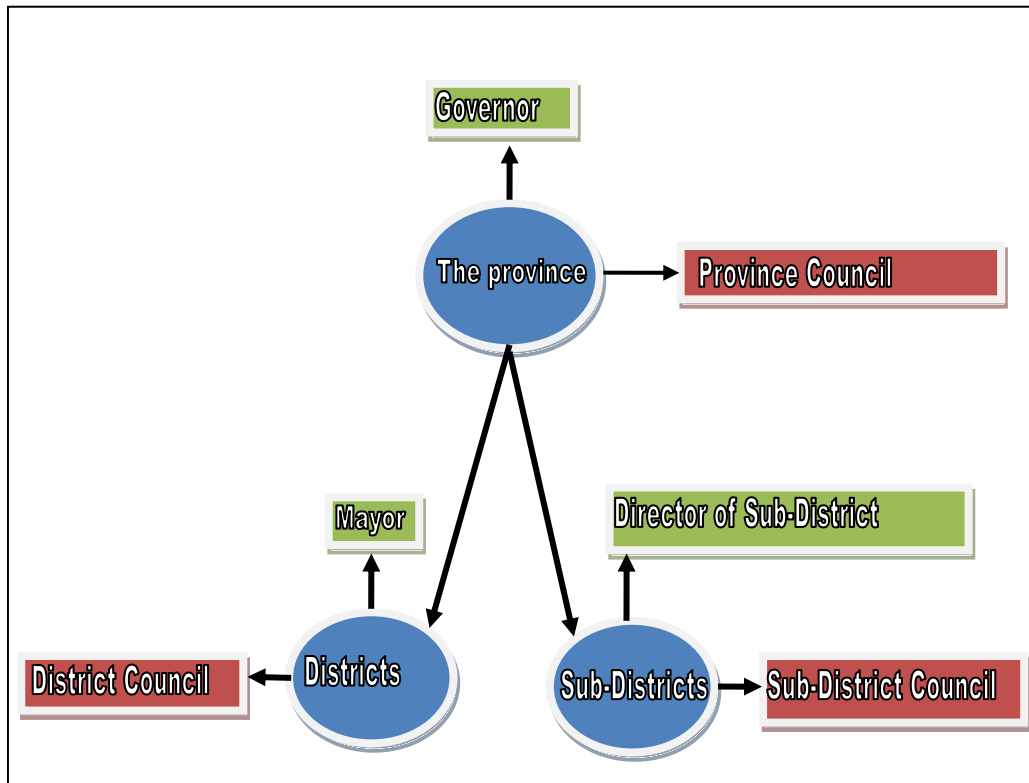 Governor
The province
Province Council
Mayor
Director of Sub-District
District Council
Districts
Sub-Districts
Sub-District Council